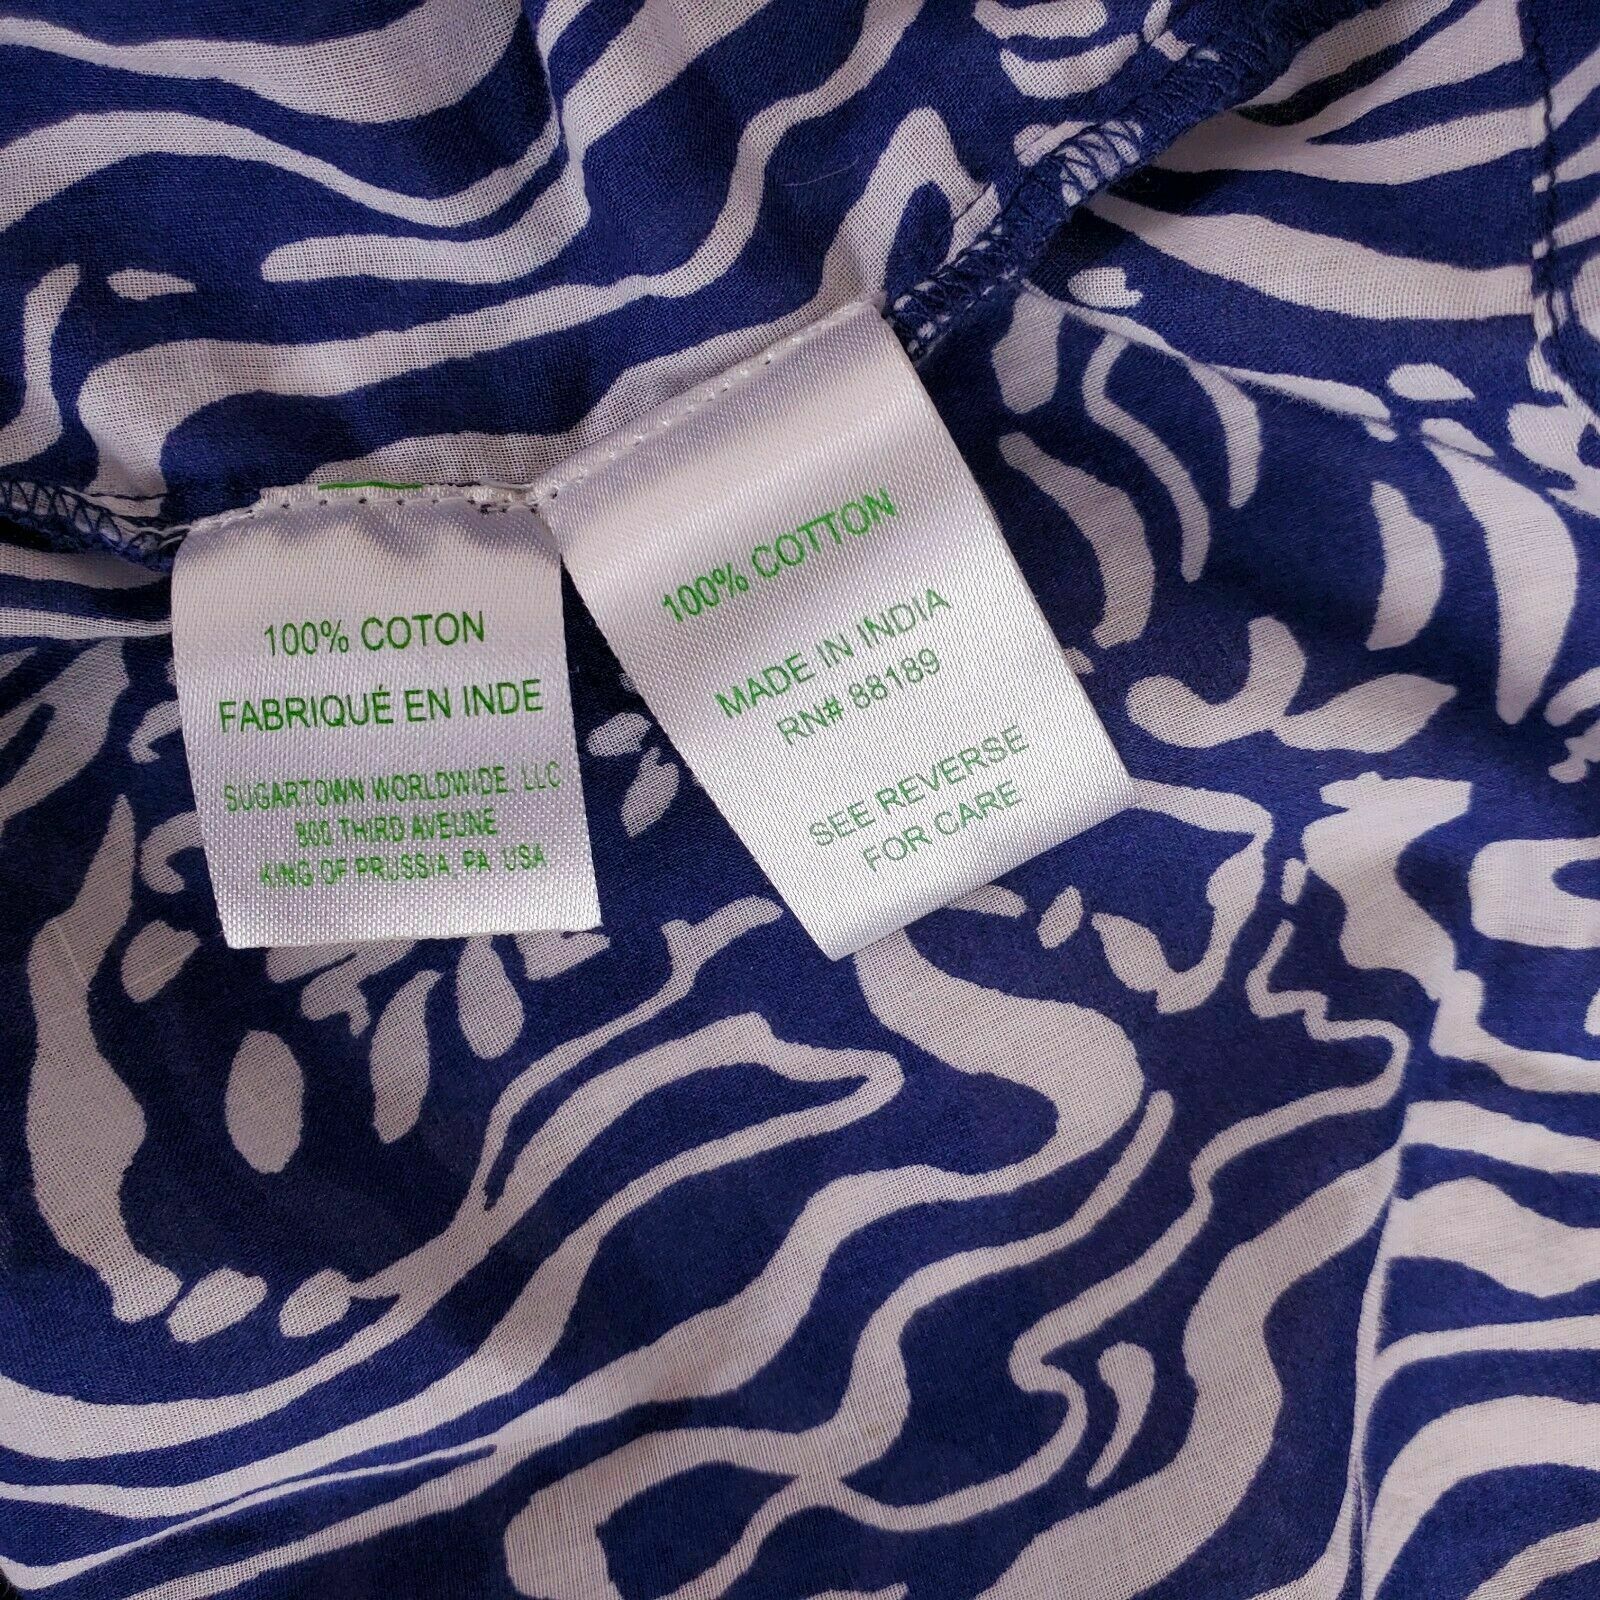 100% COTON
FABRIQUÉ EN INDE
SUGARTOWN WORLDWIDE, LLC
800 THIRD AVEUNE
KING OF PRUSSIA, PA USA
100% COTTON
MADE IN INDIA
RN# 88189
SEE REVERSE
FOR CARE